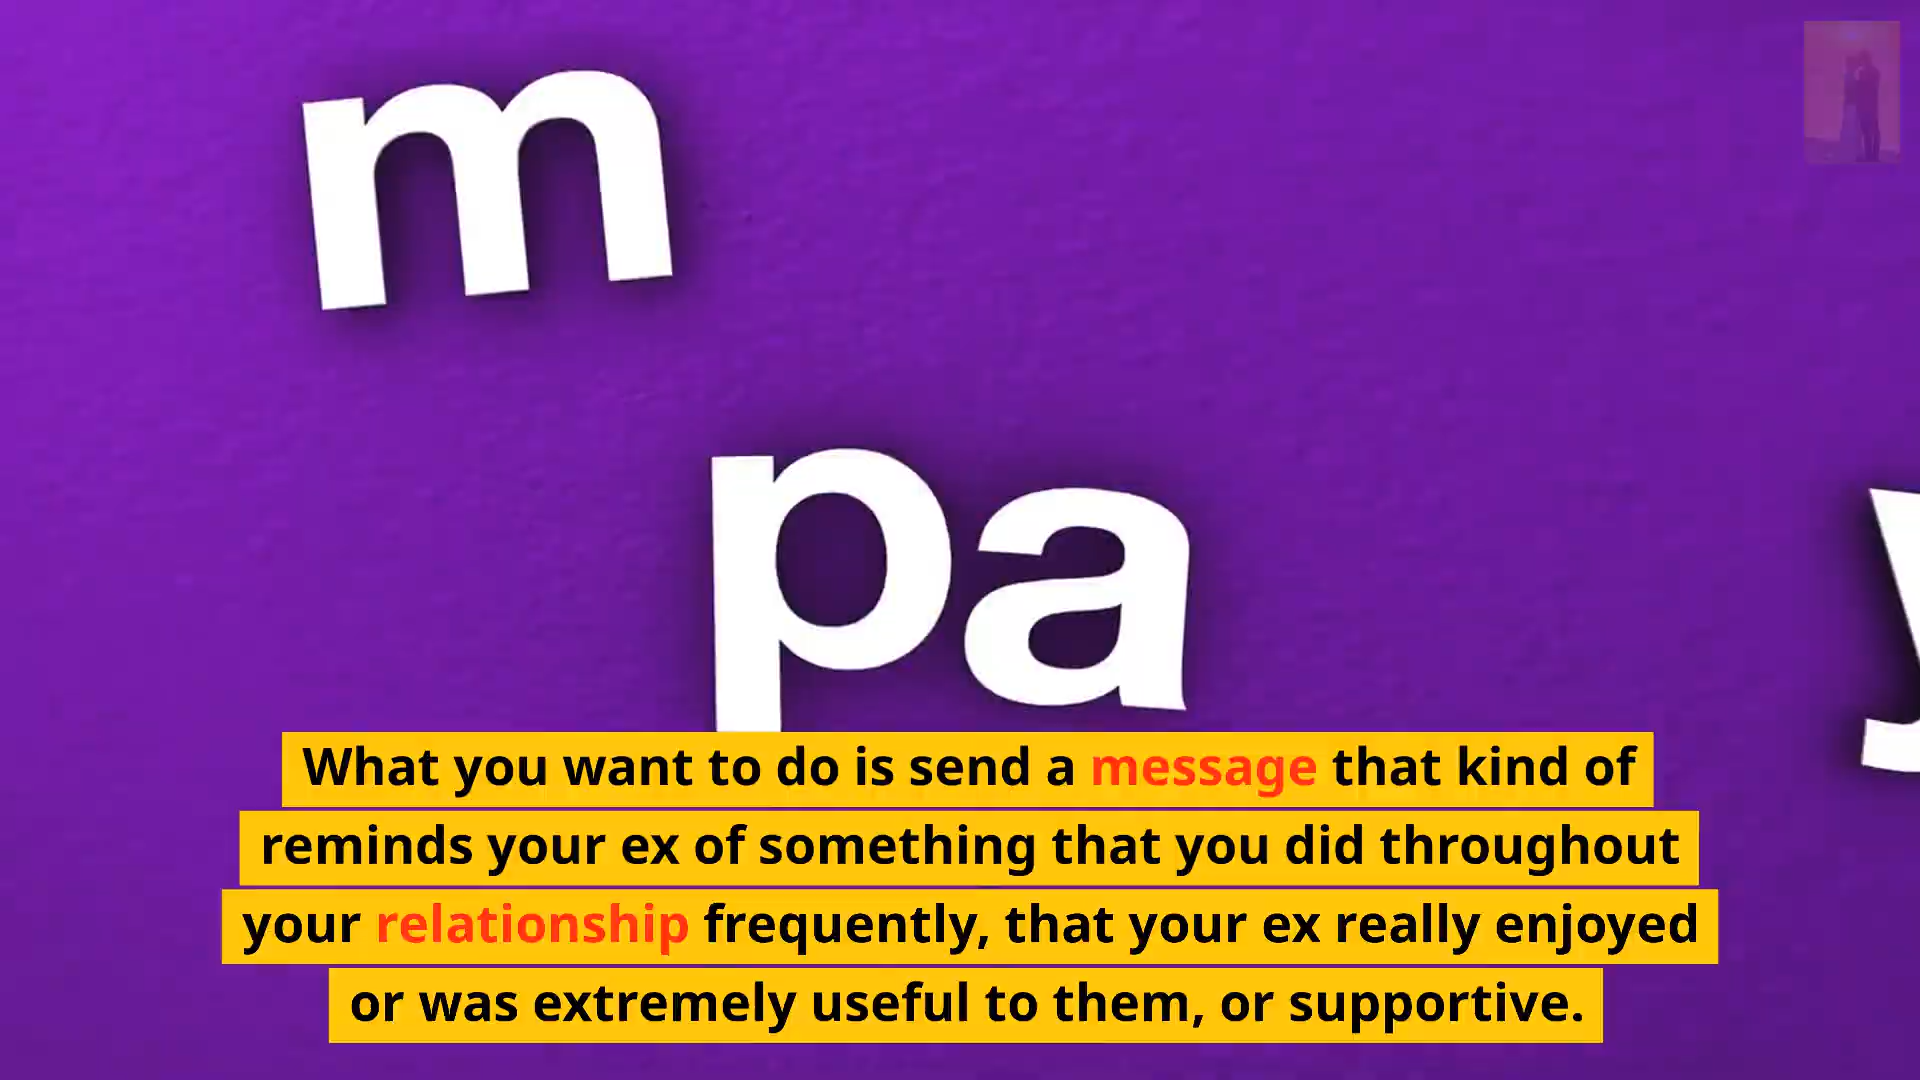 m
pa
y
What you want to do is send a message that kind of
reminds your ex of something that you did throughout
your relationship frequently, that your ex really enjoyed
or was extremely useful to them, or supportive.